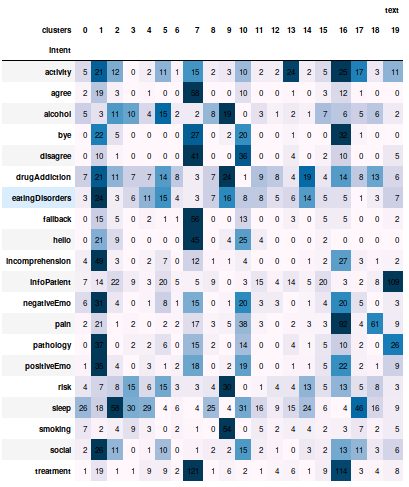 text
clusters 0 1 2 3 4 5 6 7 8 9 10 11 12 13 14 15 16 17 18 19
intent
activity 5 21 12 0 2 11 1 15 2 3 10 2 2 24 2 5 25 17 3 11
agree 2 19 3 0 1 0 0 58 0 0 10 0 0 1 0 3 12 1 0 0
alcohol 5 3 11 10 4 15 2 2 8 19 0 3 1 2 1 7 6 5 6 2
bye 0 22 5 0 0 0 0 27 0 2 20 0 0 1 0 0 32 1 0 0
disagree 0 10 1 0 0 0 0 41 0 0 36 0 0 4 0 2 10 0 0 5
drugAddiction 7 21 11 7 7 14 8 3 7 24 1 9 8 4 19 4 14 8 13 6
eatingDisorders 3 24 3 6 11 15 4 3 7 16 8 8 5 6 14 5 5 1 3 7
fallback 0 15 5 0 2 1 1 56 0 0 13 0 0 3 0 5 5 0 0 2
hello 0 21 9 0 0 0 0 45 0 4 25 4 0 0 0 2 0 0 0 0
incomprehension 4 49 3 0 2 7 0 12 1 1 4 0 0 0 1 2 27 3 1 2
infoPatient 7 14 22 9 3 20 5 5 9 0 3 15 4 14 5 20 3 2 8 109
negativeEmo 6 31 4 0 1 8 1 15 0 1 20 3 3 0 1 4 20 5 0 3
pain 2 21 1 2 0 2 2 17 3 5 38 3 0 2 3 3 92 4 61 9
pathology 0 37 0 2 2 6 0 15 2 0 14 0 0 4 1 5 10 2 0 26
positiveEmo 1 35 4 0 3 1 2 18 0 2 19 0 0 1 1 5 22 2 1 9
risk 4 7 8 15 6 15 3 3 4 30 0 1 4 4 13 5 13 5 8 3
sleep 26 18 56 30 29 4 6 4 25 4 31 16 9 15 24 6 4 46 16 9
smoking 7 2 4 9 3 0 2 1 0 54 0 5 2 4 4 2 3 7 2 5
social 2 26 11 0 1 10 0 1 2 2 15 2 1 0 3 2 13 11 3 6
treatment 1 19 1 1 9 9 2 121 1 6 2 1 4 6 1 9 114 3 4 8